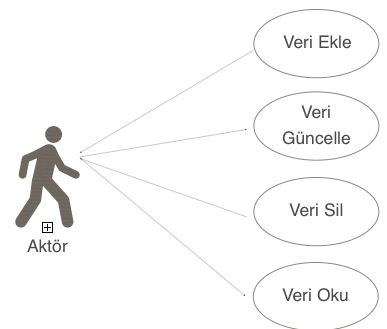 Veri Ekle
Veri
Güncelle
Veri Sil
Aktör
Veri Oku